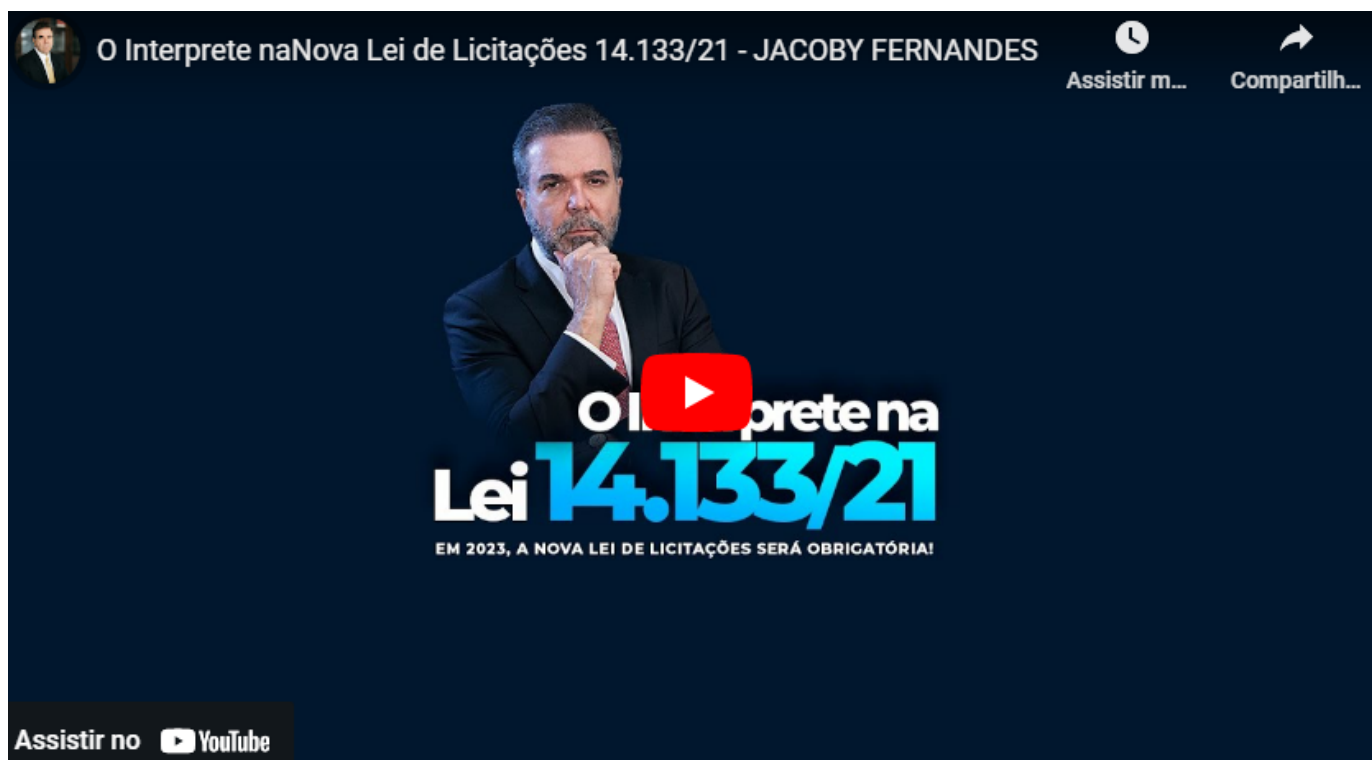 O Interprete naNova Lei de Licitações 14.133/21 - JACOBY FERNANDES
Assistir m...
Compartilh...
O prete na
Lei 14.133/21
EM 2023, A NOVA LEI DE LICITAÇÕES SERÁ OBRIGATÓRIA!
Assistir no YouTube